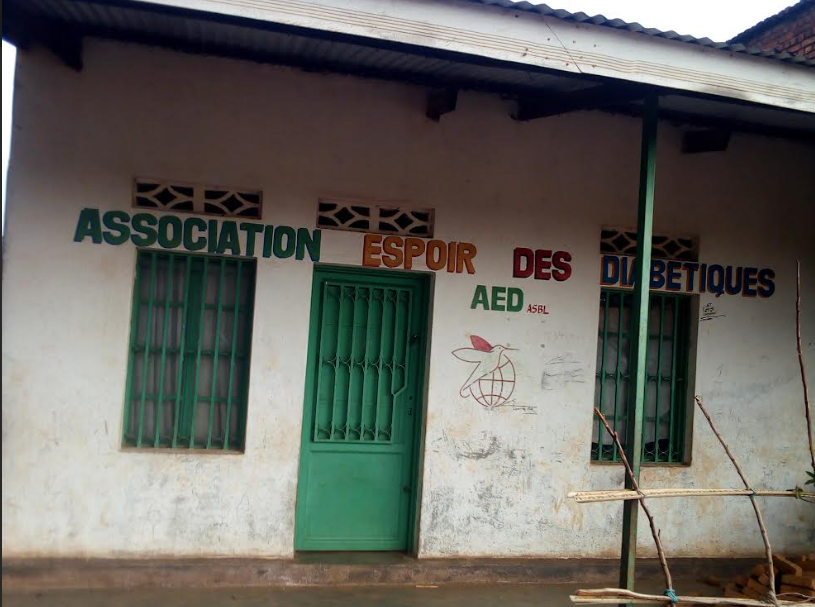 ASSOCIATION ESPOIR DES DIABETIQUES
AED ASBL